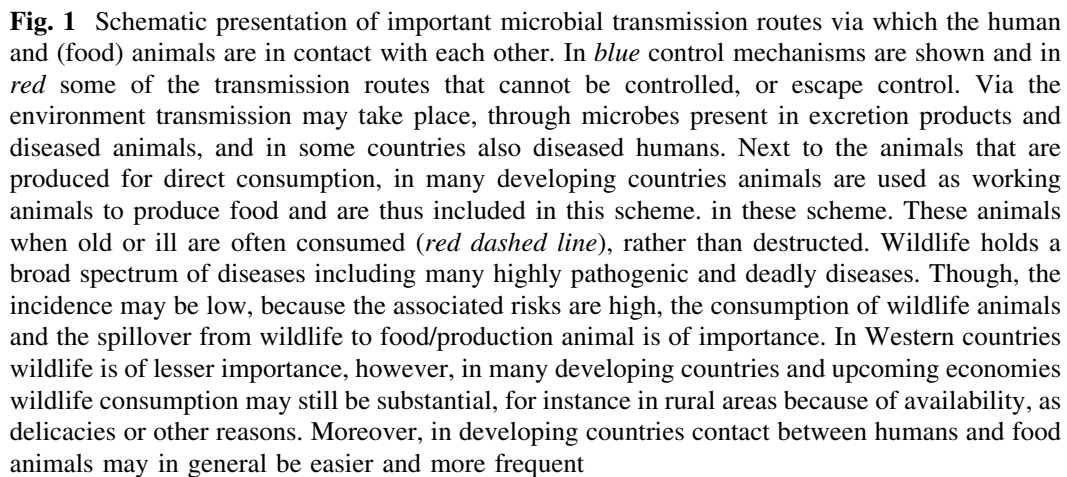 Fig. 1 Schematic presentation of important microbial transmission routes via which the human
and (food) animals are in contact with each other. In blue control mechanisms are shown and in
red some of the transmission routes that cannot be controlled, or escape control. Via the
environment transmission may take place, through microbes present in excretion products and
diseased animals, and in some countries also diseased humans. Next to the animals that are
produced for direct consumption, in many developing countries animals are used as working
animals to produce food and are thus included in this scheme. in these scheme. These animals
when old or ill are often consumed (red dashed line), rather than destructed. Wildlife holds a
broad spectrum of diseases including many highly pathogenic and deadly diseases. Though, the
incidence may be low, because the associated risks are high, the consumption of wildlife animals
and the spillover from wildlife to food/production animal is of importance. In Western countries
wildlife is of lesser importance, however, in many developing countries and upcoming economies
wildlife consumption may still be substantial, for instance in rural areas because of availability, as
delicacies or other reasons. Moreover, in developing countries contact between humans and food
animals may in general be easier and more frequent